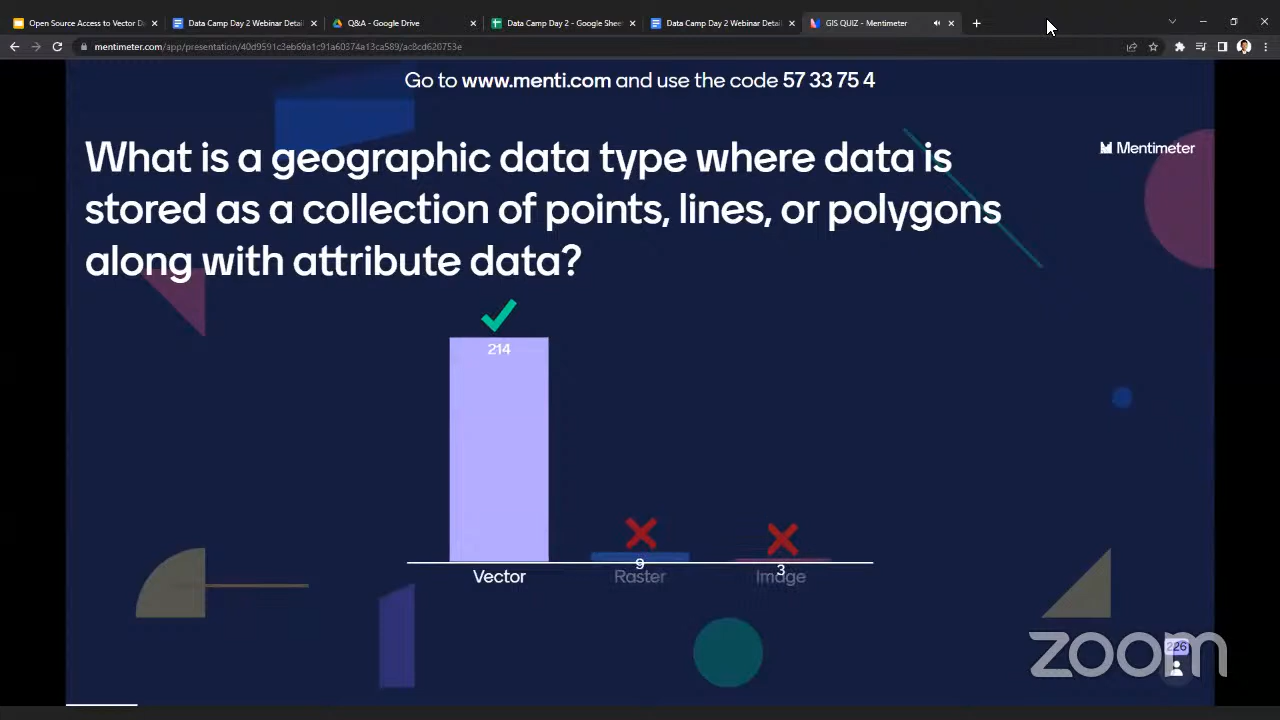 Open Source Access to Vector D
Data Camp Day 2 Webinar Detail
Q&A - Google Drive
Data Camp Day 2 - Google Shee
Data Camp Day 2 Webinar Detail
GIS QUIZ - Mentimeter
mentimeter.com/app/presentation/40d9591c3eb69a1c91a60374a13ca589/ac8cd620753e
Go to www.menti.com and use the code 57 33 75 4
What is a geographic data type where data is
stored as a collection of points, lines, or polygons
along with attribute data?
Mentimeter
214
9
3
Vector
Raster
Image
226
zoom